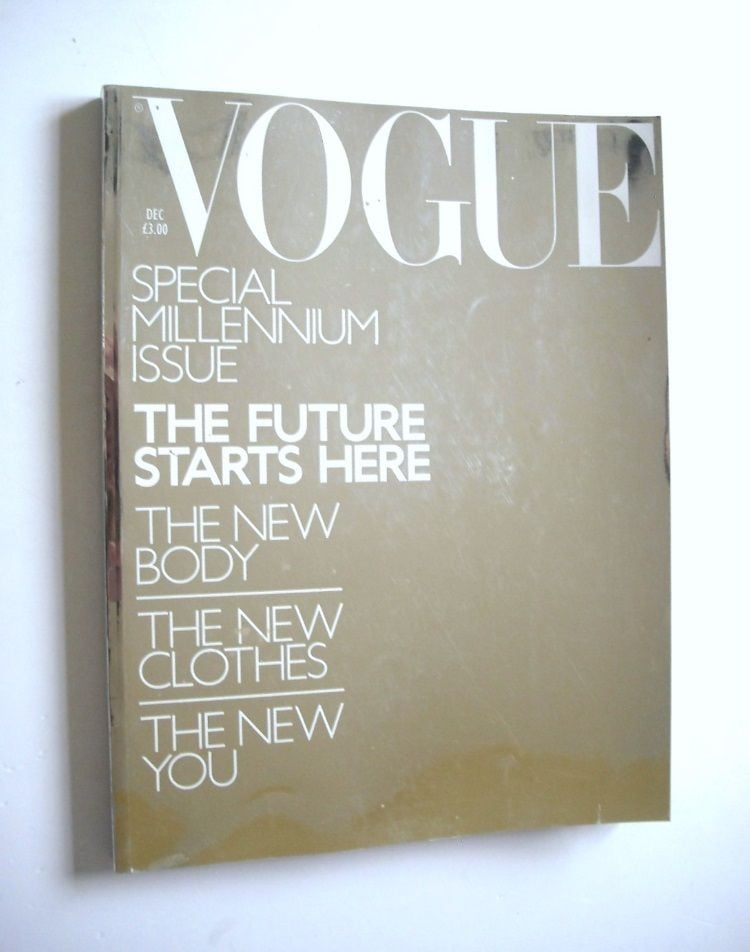 ® VOGUE
DEC
£3.00
SPECIAL
MILLENNIUM
ISSUE
THE FUTURE
STARTS HERE
THE NEW
BODY
THE NEW
CLOTHES
THE NEW
YOU